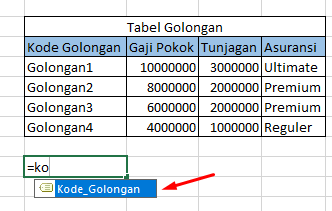 Tabel Golongan
Kode Golongan Gaji Pokok Tunjagan Asuransi
Golongan1 10000000 3000000 Ultimate
Golongan2 8000000 2000000 Premium
Golongan3 6000000 2000000 Premium
Golongan4 4000000 1000000 Reguler
=ko
Kode_Golongan